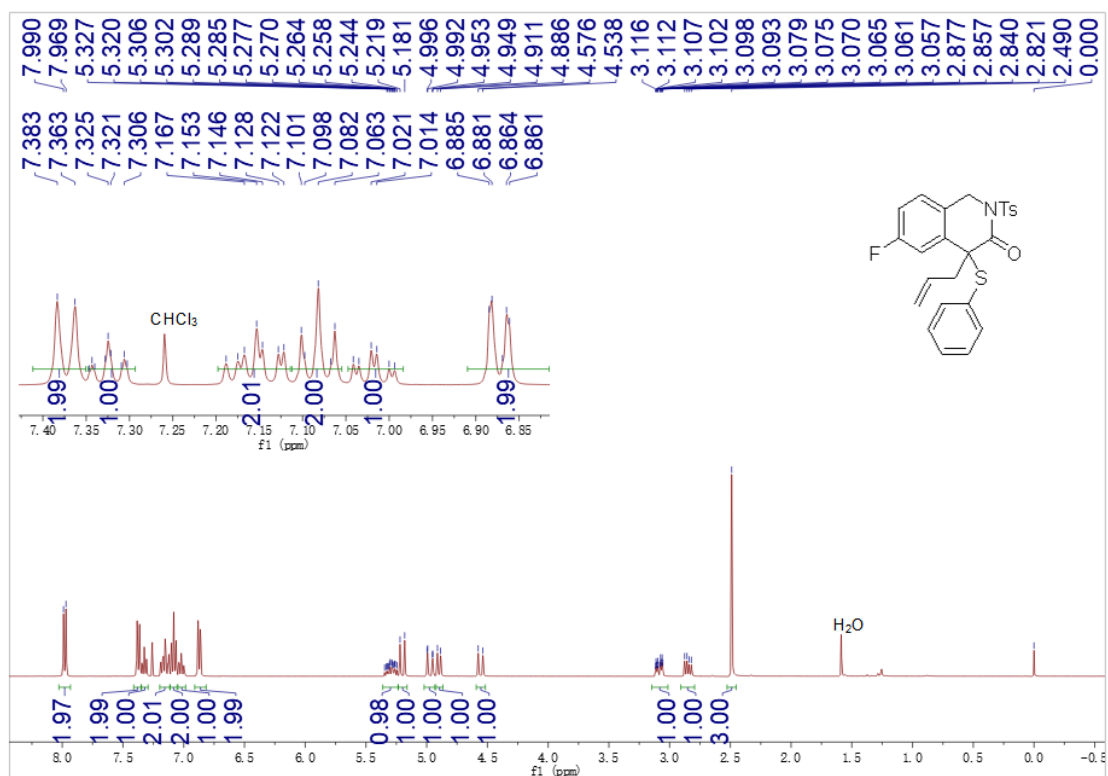 7.990 7.969 5.327 5.320 5.306 5.302 5.289 5.285 5.277 5.270 5.264 5.258 5.244 5.219 5.181 4.996 4.992 4.953 4.949 4.911 4.886 4.576 4.538 3.116 3.112 3.107 3.102 3.098 3.093 3.079 3.075 3.070 3.065 3.061 3.057 2.877 2.857 2.840 2.821 2.490 0.000
7.383 7.363 7.325 7.321 7.306 7.167 7.153 7.146 7.128 7.122 7.101 7.098 7.082 7.063 7.021 7.014 6.885 6.881 6.864 6.861
NTs
F
O
S
CHCl3
1.99 1.00 2.01 2.00 1.00 1.99
7.40 7.35 7.30 7.25 7.20 7.15 7.10 7.05 7.00 6.95 6.90 6.85
f1 (ppm)
H2O
1.97 1.99 1.00 2.01 2.00 1.00 1.99 0.98 1.00 1.00 1.00 1.00 1.00 1.00 3.00
8.0 7.5 7.0 6.5 6.0 5.5 5.0 4.5 4.0 3.5 3.0 2.5 2.0 1.5 1.0 0.5 0.0 -0.5
f1 (ppm)